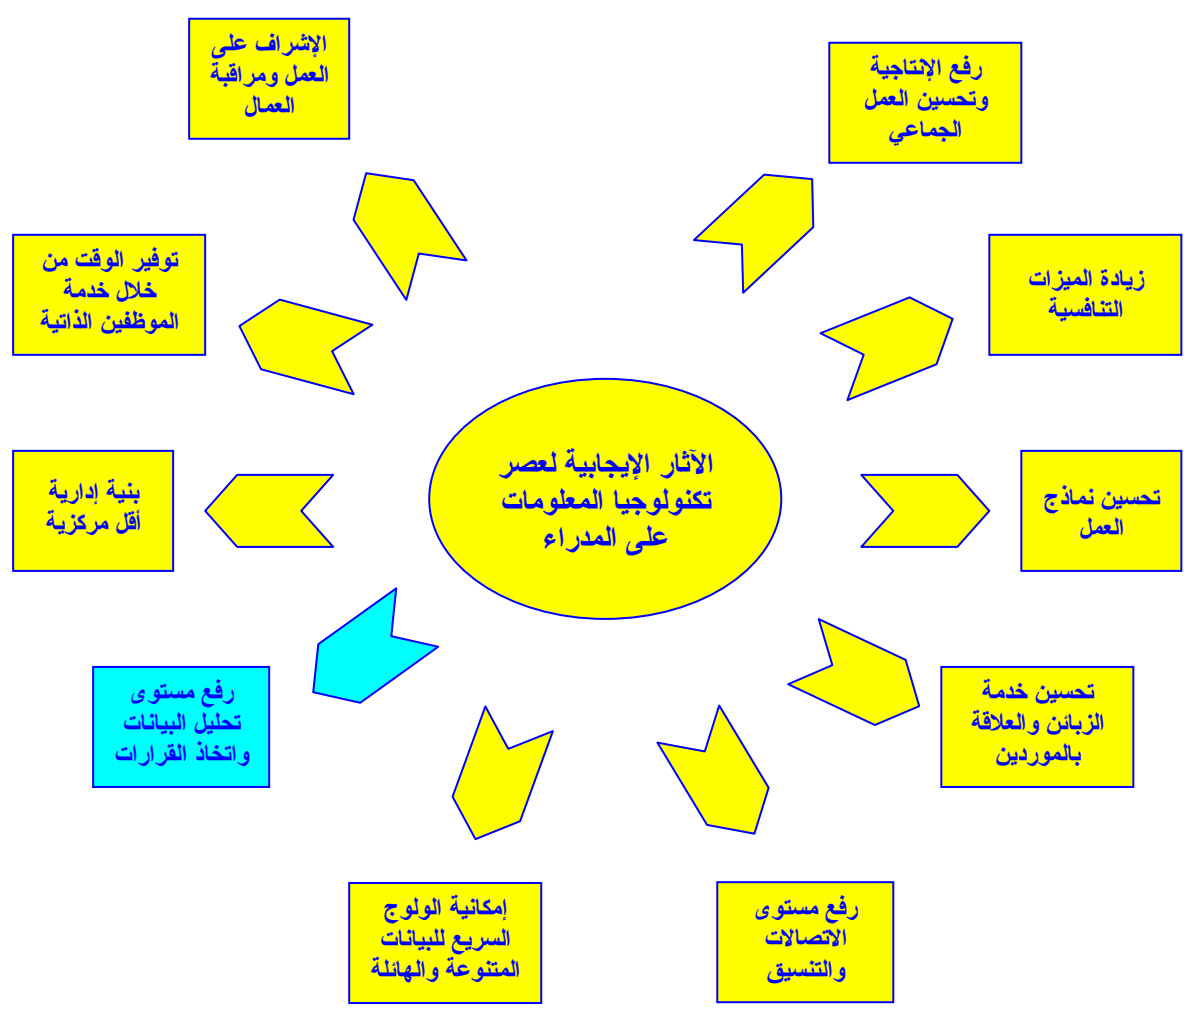 الآثار الإيجابية لعصر
تكنولوجيا المعلومات
على المدراء
رفع الإنتاجية
وتحسين العمل
الجماعي
زيادة الميزات
التنافسية
تحسين نماذج
العمل
تحسين خدمة
الزبائن والعلاقة
بالموردين
رفع مستوى
الاتصالات
والتنسيق
إمكانية الولوج
السريع للبيانات
المتنوعة والهائلة
رفع مستوى
تحليل البيانات
واتخاذ القرارات
بنية إدارية
أقل مركزية
توفير الوقت من
خلال خدمة
الموظفين الذاتية
الإشراف على
العمل ومراقبة
العمال